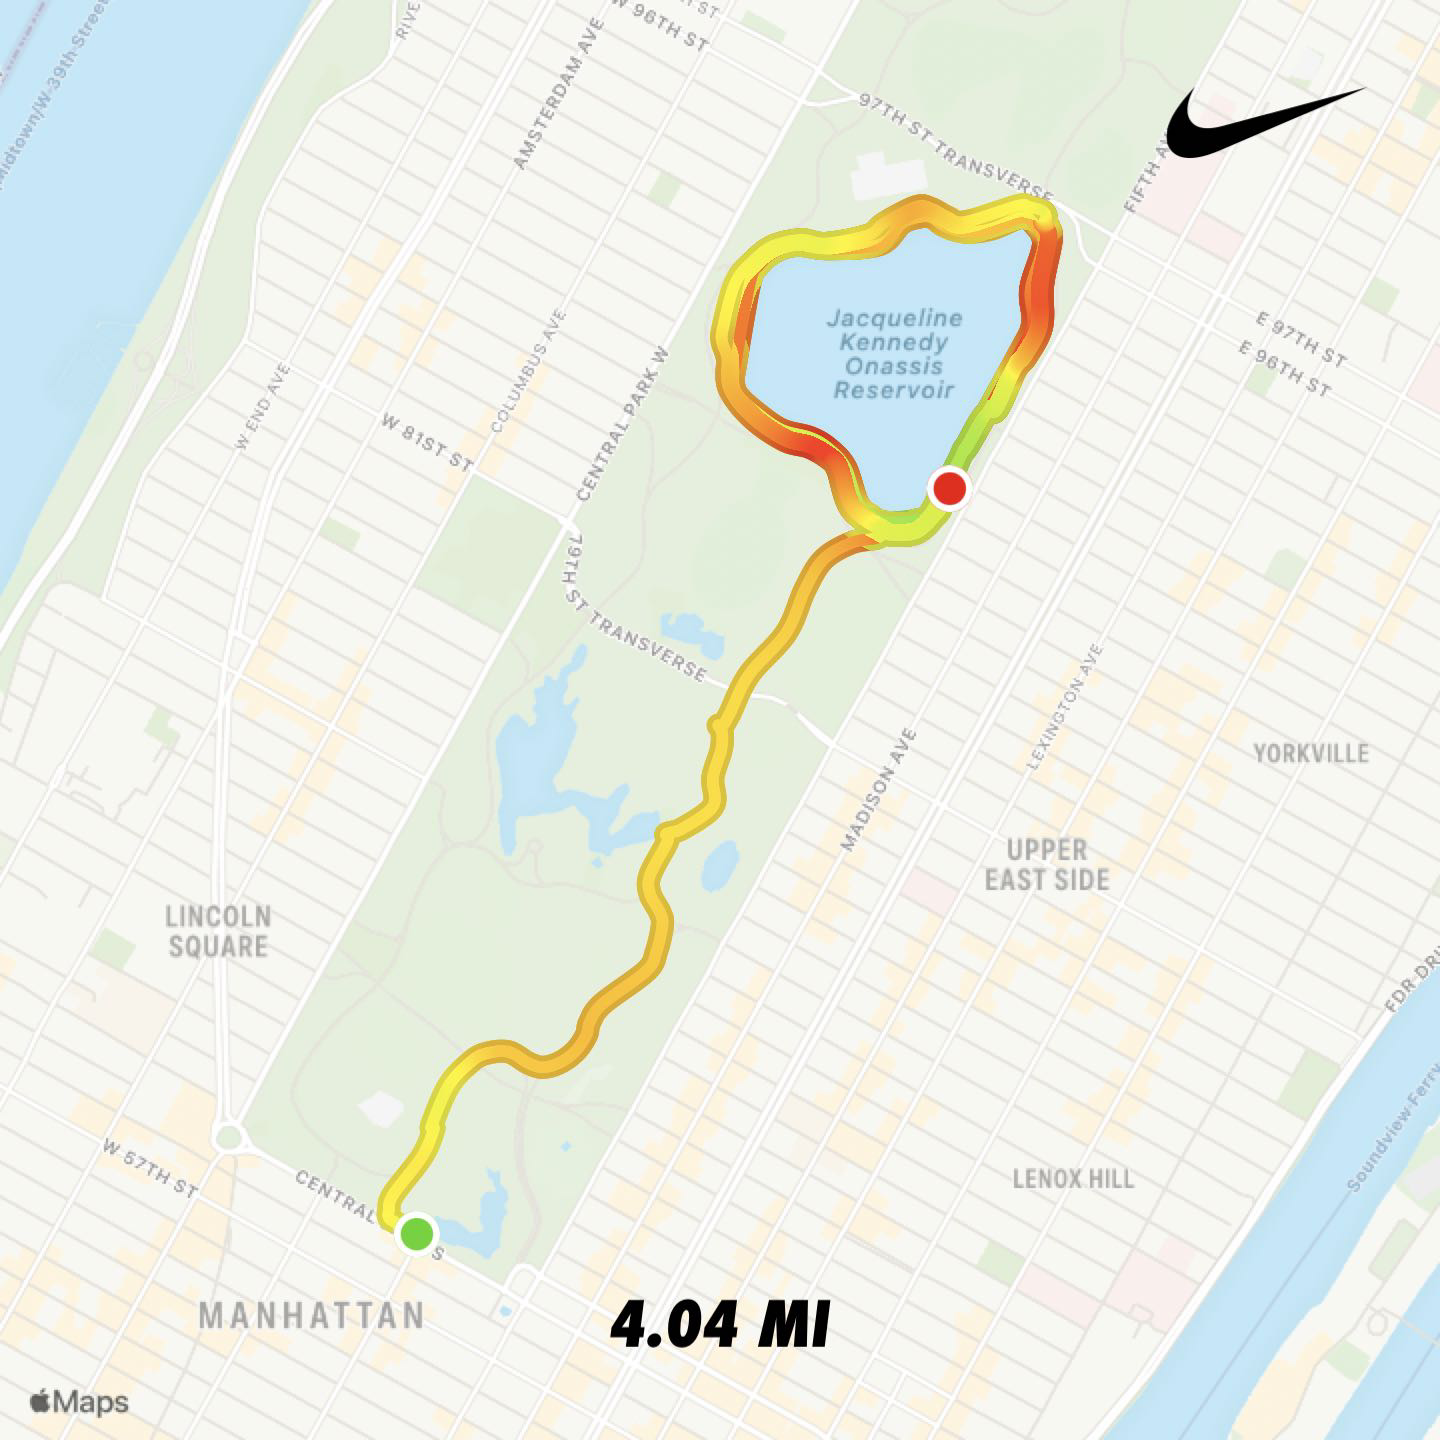 RIVE
W 96TH ST
TH ST
AMSTERDAM AVE
Midtown/W 39th Street
97TH ST TRANSVERSE
FIFTH AV
Jacqueline
Kennedy
Onassis
Reservoir
E 97TH ST
E 96TH ST
COLUMBUS AVE
CENTRAL PARK W
W END AVE
W 81ST ST
79TH ST TRANSVERSE
LEXINGTON AVE
MADISON AVE
YORKVILLE
UPPER
EAST SIDE
LINCOLN
SQUARE
FDR DRI
Soundview Ferry
W 57TH ST
CENTRAL
S
LENOX HILL
MANHATTAN
4.04 MI
Maps